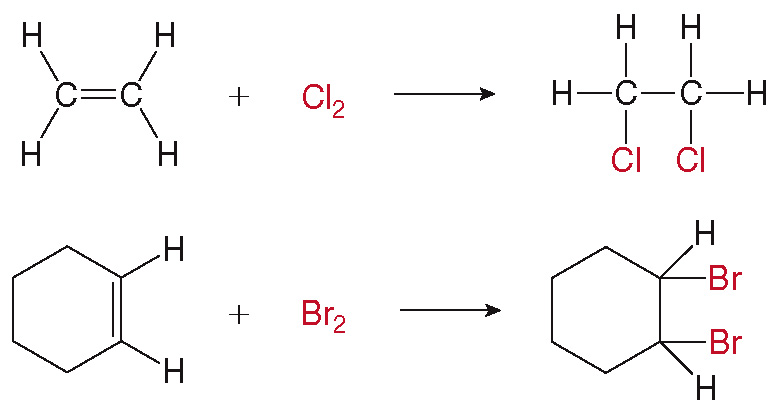 H H H H
C C + Cl2 H C C H
H H Cl Cl
H H
Br
+ Br2
Br
H H